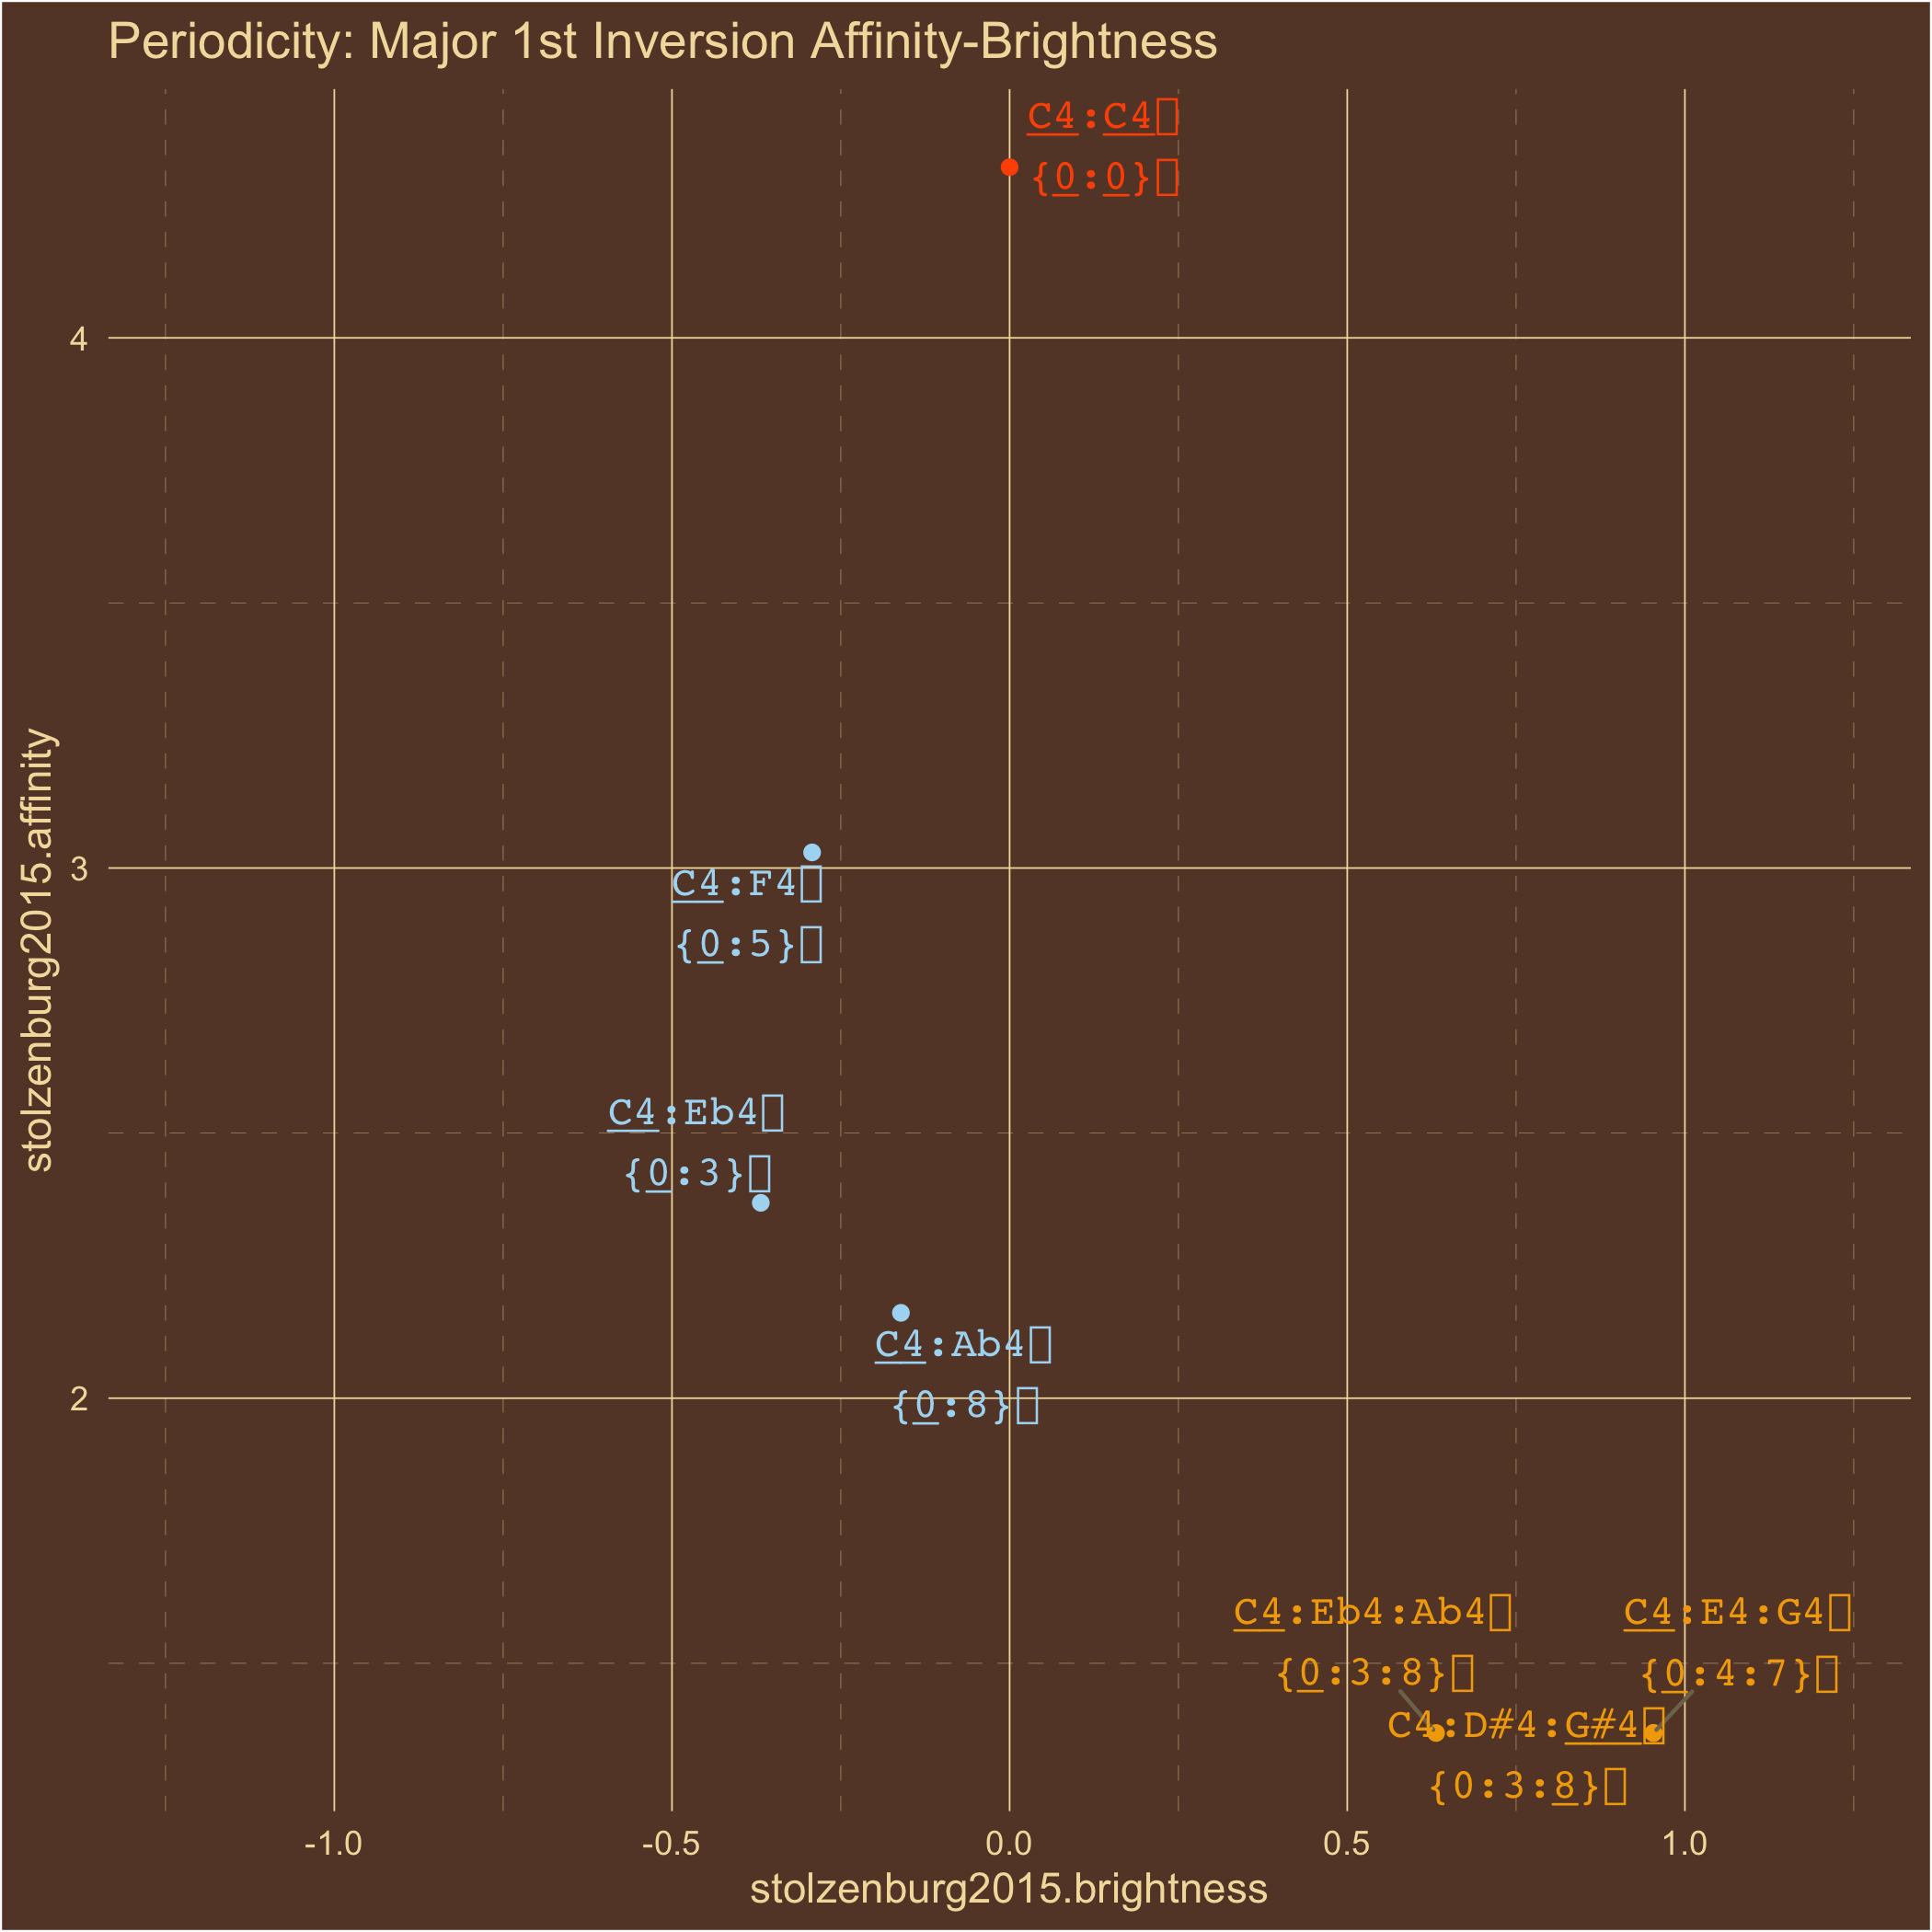 Periodicity: Major 1st Inversion Affinity-Brightness
C4:C4
{0:0}
4
3
C4:F4
{0:5}
C4:Eb4
{0:3}
C4:Ab4
2
{0:8}
C4:Eb4:Ab4
{0:3:8}
C4:E4:G4
{0:4:7}
C4:D#4:G#4
{0:3:8}
-1.0
-0.5
0.0
0.5
1.0
stolzenburg2015.brightness
stolzenburg2015.affinity